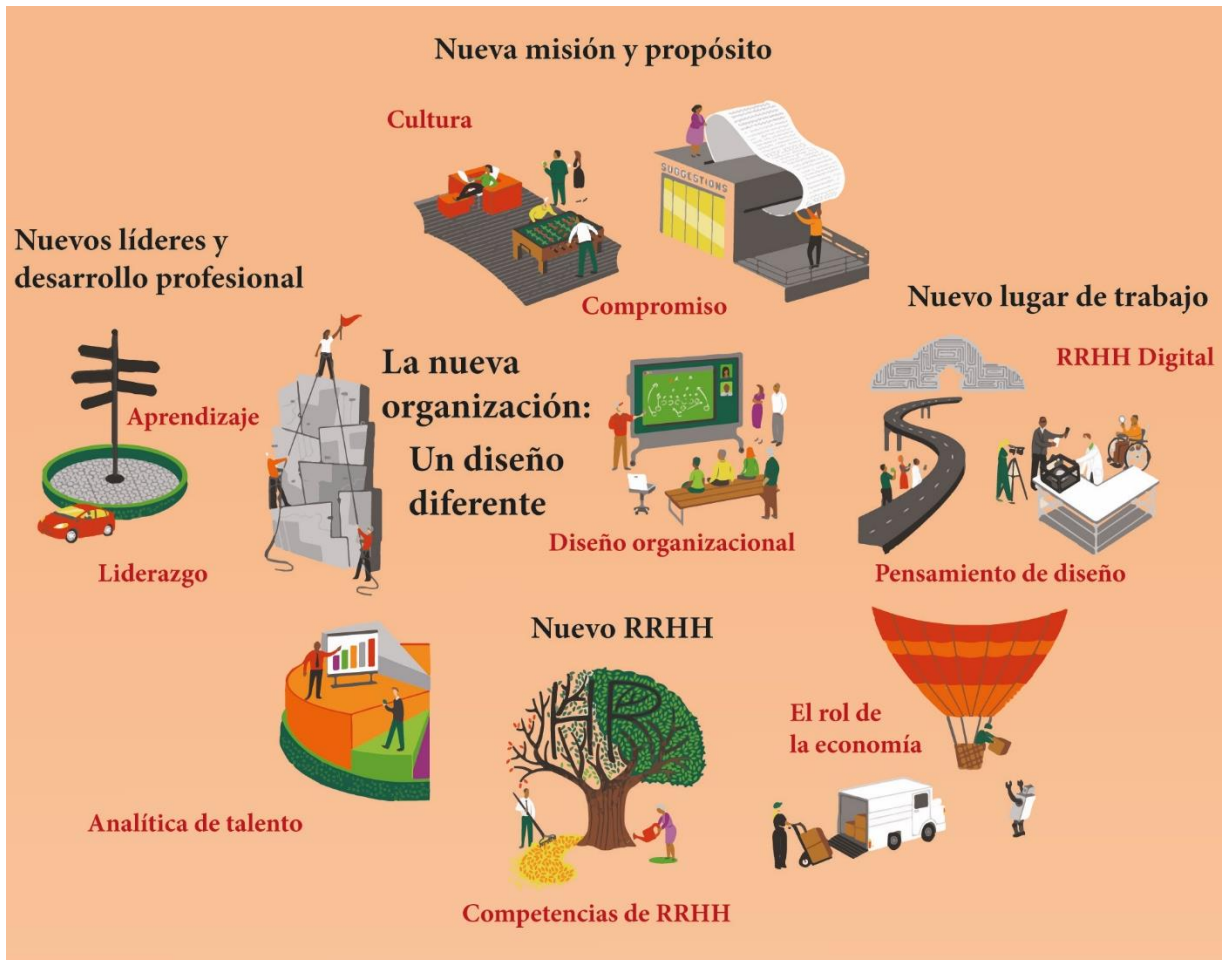 Nueva misión y propósito
Cultura
SUGGESTIONS
Compromiso
Nuevos líderes y
desarrollo profesional
Aprendizaje
Liderazgo
La nueva
organización:
Un diseño
diferente
Diseño organizacional
Nuevo lugar de trabajo
RRHH Digital
Pensamiento de diseño
Nuevo RRHH
HR
Analítica de talento
Competencias de RRHH
El rol de
la economía